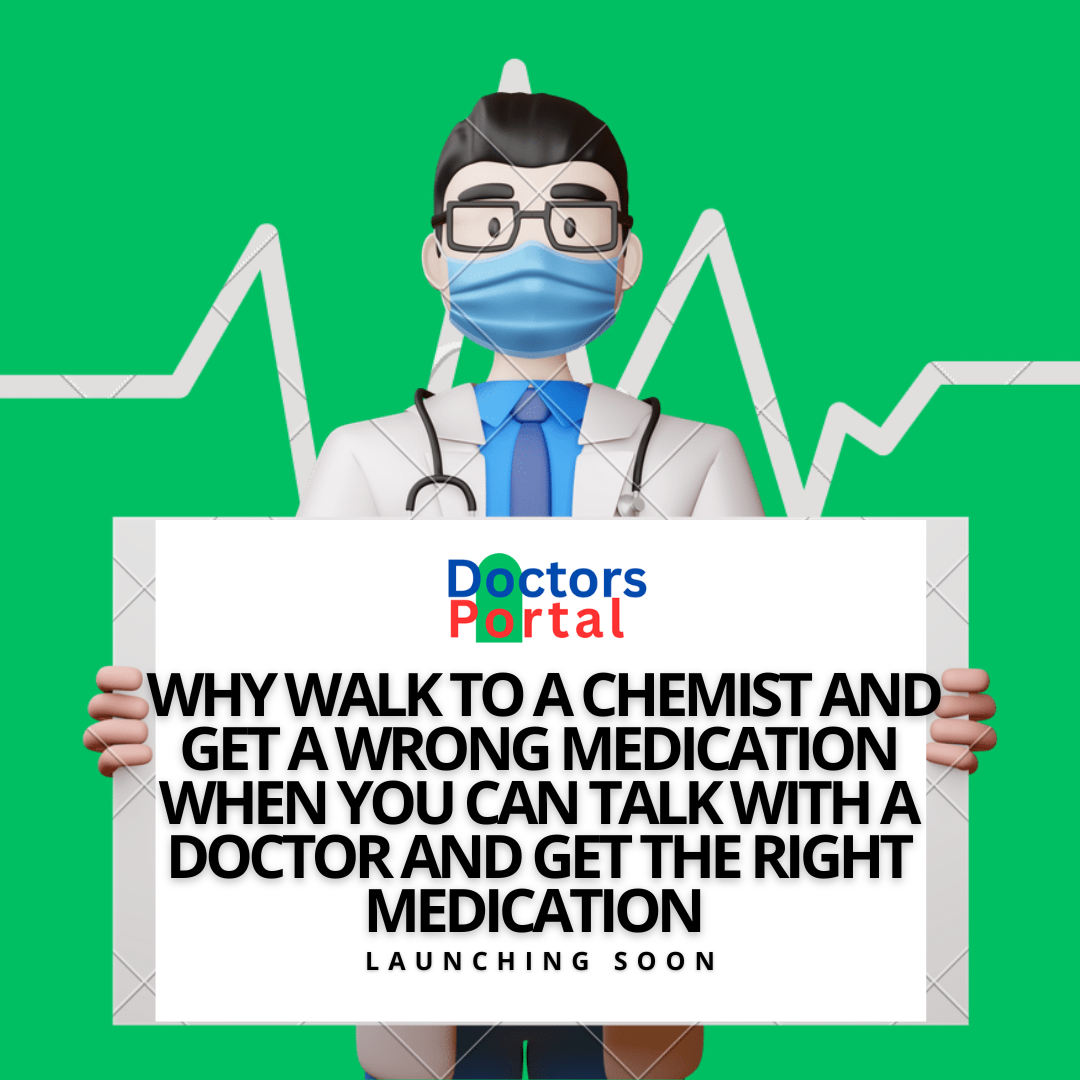 Doctors
Portal
WHY WALK TO A CHEMIST AND
GET A WRONG MEDICATION
WHEN YOU CAN TALK WITH A
DOCTOR AND GET THE RIGHT
MEDICATION
LAUNCHING SOON